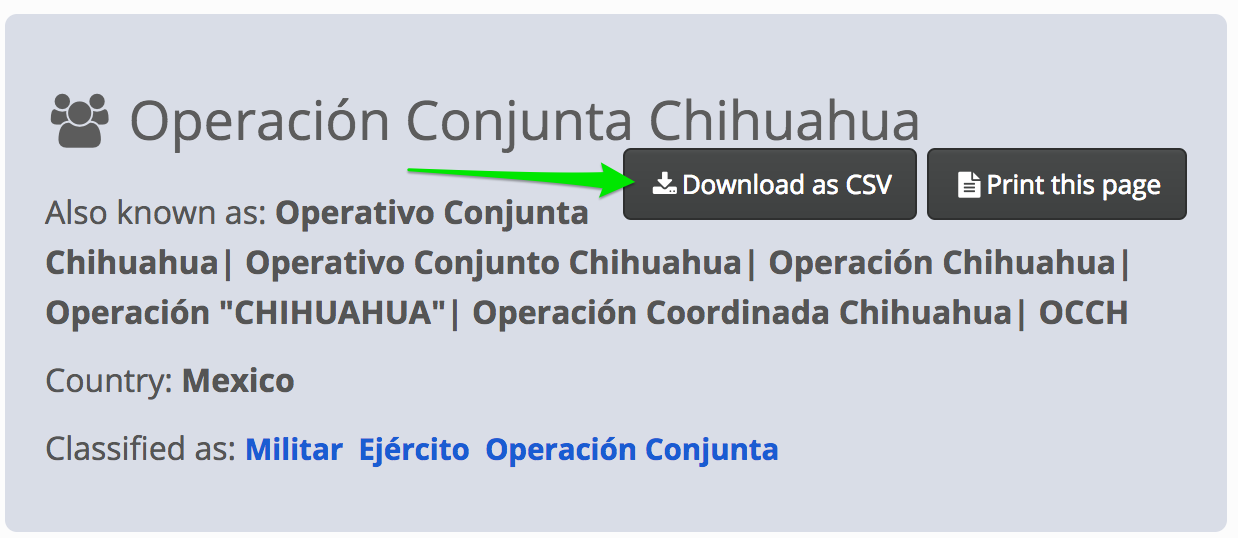 Operación Conjunta Chihuahua
Download as CSV
Print this page
Also known as: Operativo Conjunta
Chihuahua| Operativo Conjunto Chihuahua| Operación Chihuahua|
Operación "CHIHUAHUA"| Operación Coordinada Chihuahua| OCCH
Country: Mexico
Classified as: Militar Ejército Operación Conjunta